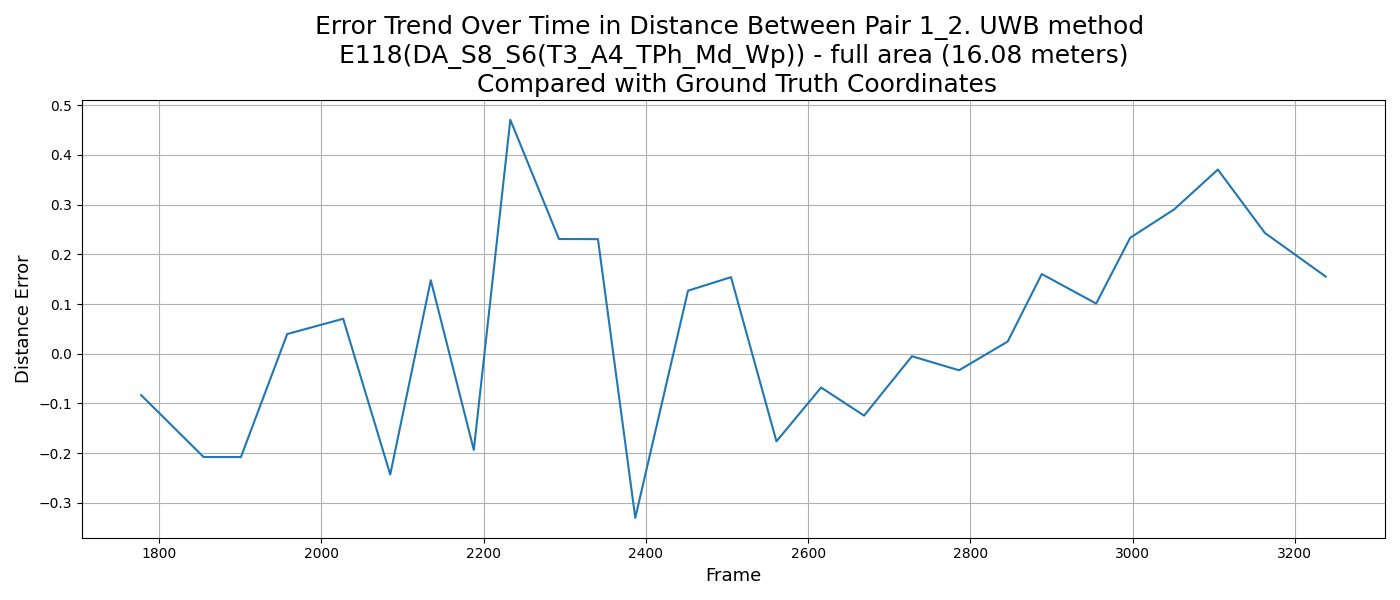 Error Trend Over Time in Distance Between Pair 1_2. UWB method
E118(DA_S8_S6(T3_A4_TPh_Md_Wp)) - full area (16.08 meters)
Compared with Ground Truth Coordinates
Distance Error
0.5
0.4
0.3
0.2
0.1
0.0
−0.1
−0.2
−0.3
1800 2000 2200 2400 2600 2800 3000 3200
Frame